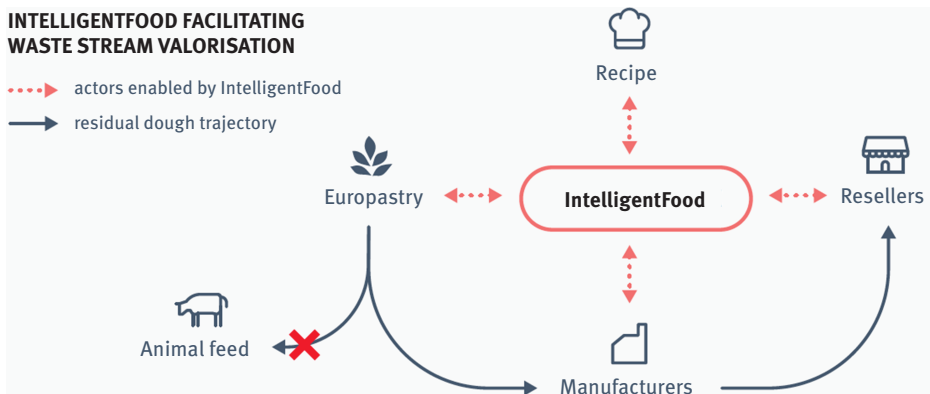 INTELLIGENTFOOD FACILITATING
WASTE STREAM VALORISATION
actors enabled by IntelligentFood
residual dough trajectory
Recipe
Europastry
IntelligentFood
Resellers
Animal feed
Manufacturers